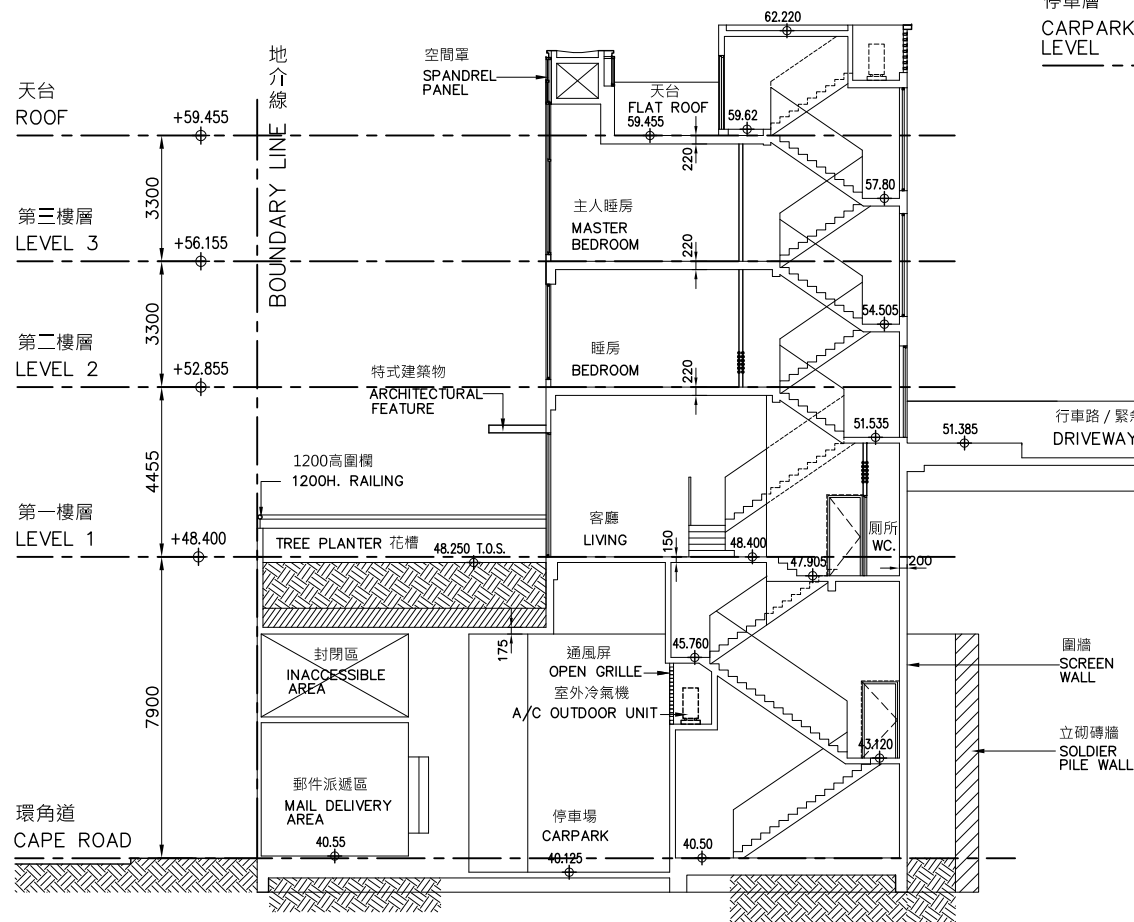 停車層
CARPARK
LEVEL
62.220
地介線
BOUNDARY LINE
空間罩
SPANDREL
PANEL
天台
ROOF
+59.455
天台
FLAT ROOF
59.455
59.62
220
3300
57.80
第三樓層
LEVEL 3
+56.155
主人睡房
MASTER
BEDROOM
220
3300
54.505
第二樓層
LEVEL 2
+52.855
睡房
BEDROOM
220
特式建築物
ARCHITECTURAL
FEATURE
4455
51.535
51.385
行車路 / 緊急
DRIVEWAY
1200高圍欄
1200H. RAILING
第一樓層
LEVEL 1
+48.400
TREE PLANTER 花槽
48.250 T.O.S.
客廳
LIVING
150
48.400
廁所
WC.
47.905
200
175
45.760
封閉區
INACCESSIBLE
AREA
通風屏
OPEN GRILLE
室外冷氣機
A/C OUTDOOR UNIT
圍牆
SCREEN
WALL
7900
43.120
立砌磚牆
SOLDIER
PILE WALL
郵件派遞區
MAIL DELIVERY
AREA
40.55
停車場
CARPARK
40.125
40.50
環角道
CAPE ROAD